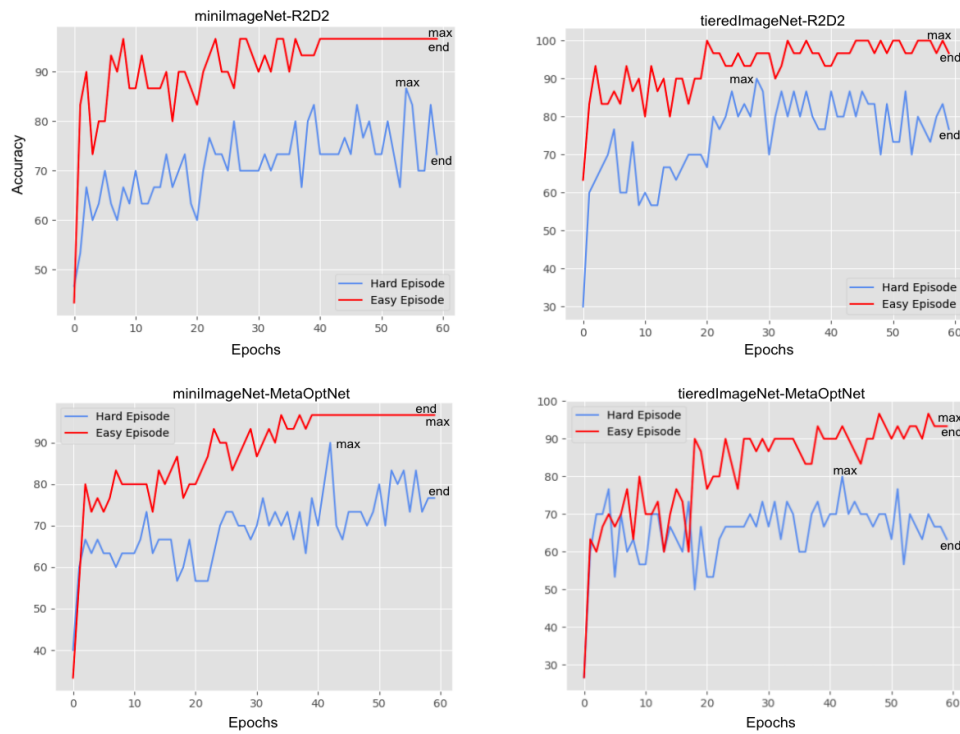 miniImageNet-R2D2
max
end
90
max
80
Accuracy
70
end
60
50
Hard Episode
Easy Episode
0 10 20 30 40 50 60
Epochs
tieredImageNet-R2D2
100
max
end
90
max
80
end
70
60
50
40
30
Hard Episode
Easy Episode
0 10 20 30 40 50 60
Epochs
miniImageNet-MetaOptNet
Hard Episode
Easy Episode
end
max
90
max
80
end
70
60
50
40
0 10 20 30 40 50 60
Epochs
tieredImageNet-MetaOptNet
100
Hard Episode
Easy Episode
max
end
90
max
80
70
end
60
50
40
30
0 10 20 30 40 50 60
Epochs